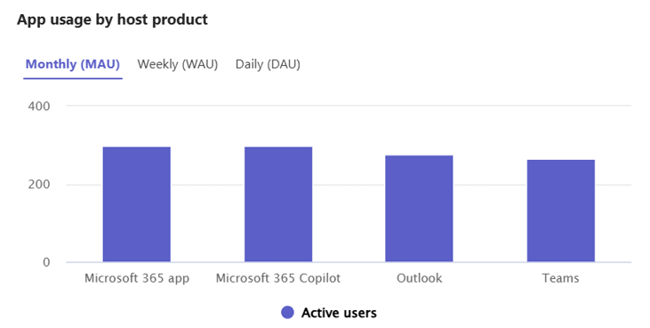 App usage by host product
Monthly (MAU) Weekly (WAU) Daily (DAU)
400
200
0
Microsoft 365 app Microsoft 365 Copilot Outlook Teams
Active users